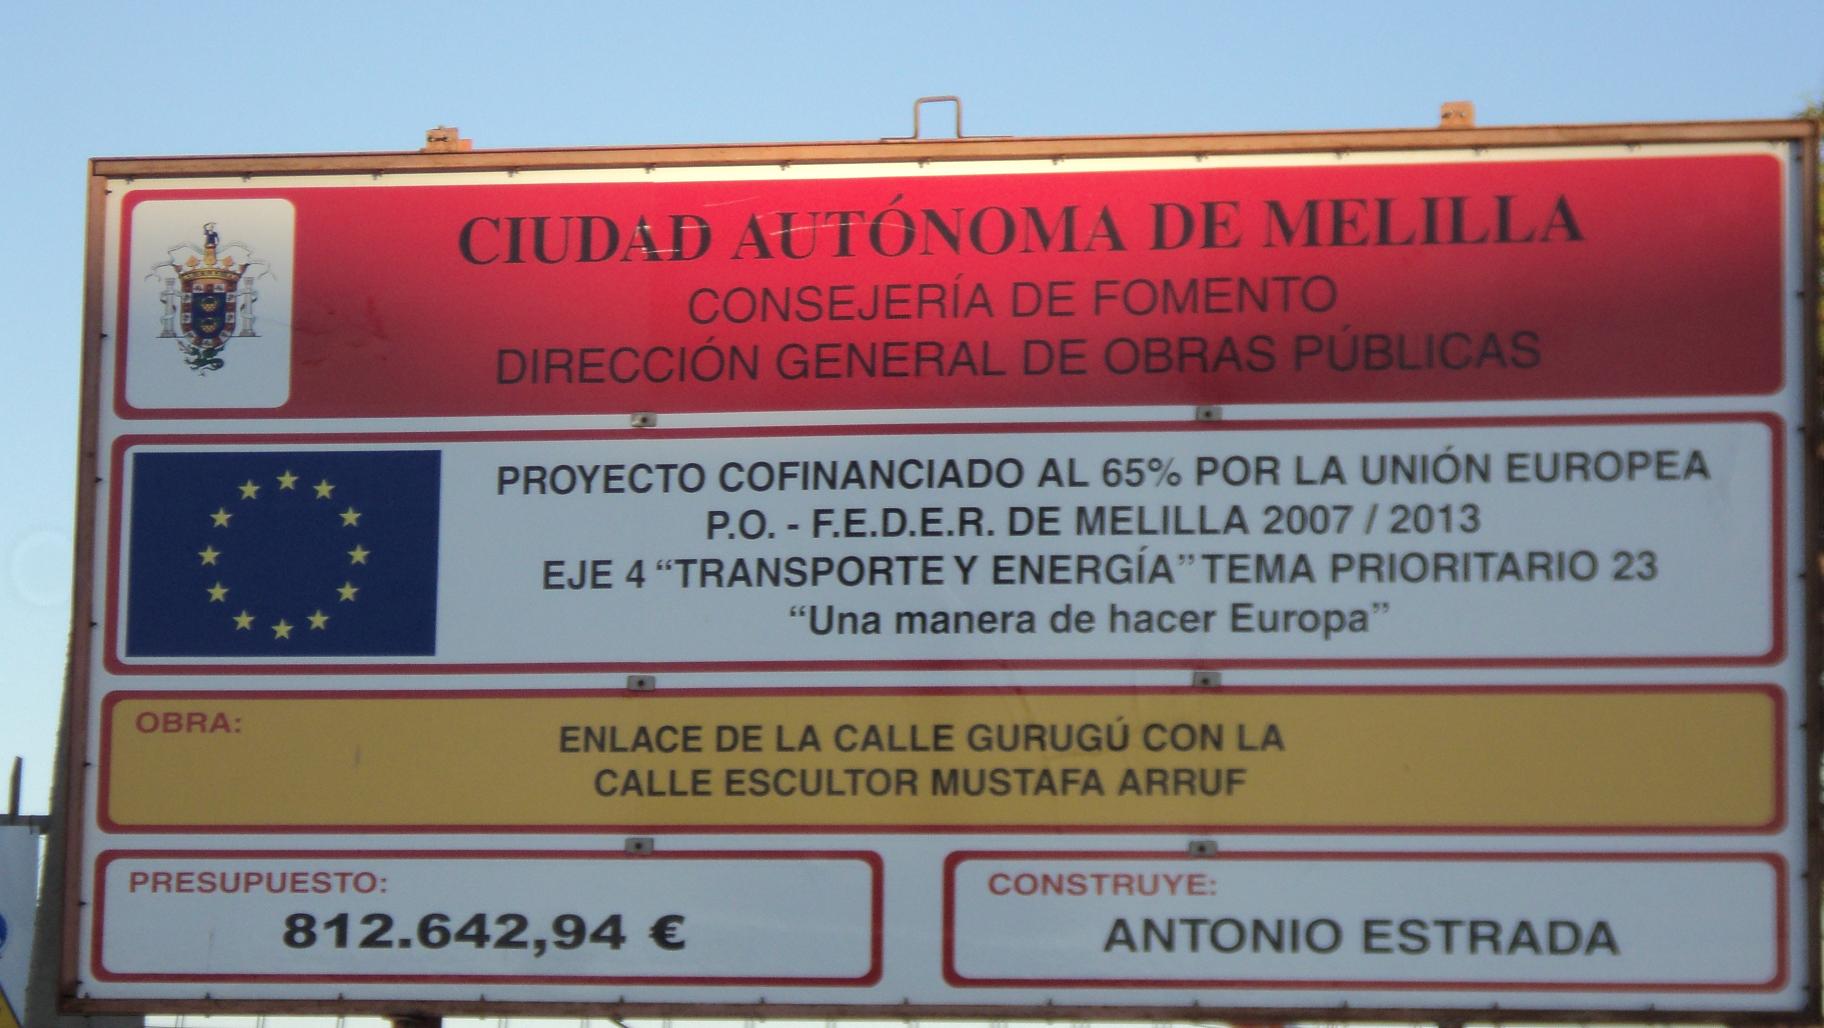 CIUDAD AUTÓNOMA DE MELILLA
CONSEJERÍA DE FOMENTO
DIRECCIÓN GENERAL DE OBRAS PÚBLICAS
PROYECTO COFINANCIADO AL 65% POR LA UNIÓN EUROPEA
P.O. - F.E.D.E.R. DE MELILLA 2007 / 2013
EJE 4 “TRANSPORTE Y ENERGÍA” TEMA PRIORITARIO 23
“Una manera de hacer Europa”
OBRA:
ENLACE DE LA CALLE GURUGÚ CON LA
CALLE ESCULTOR MUSTAFA ARRUF
PRESUPUESTO:
812.642,94 €
CONSTRUYE:
ANTONIO ESTRADA